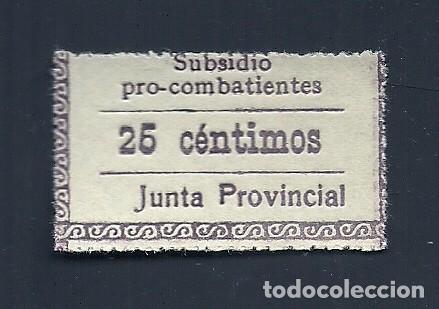 Subsidio
pro-combatientes
25 céntimos
Junta Provincial
todocoleccion